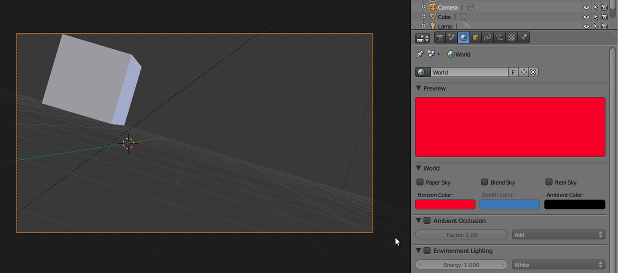 Camera
Cube
Lamp
World
World
F
Preview
World
Paper Sky
Blend Sky
Real Sky
Horizon Color:
Zenith Color:
Ambient Color:
Ambient Occlusion
Factor: 1.00
Add
Environment Lighting
Energy: 1.000
White